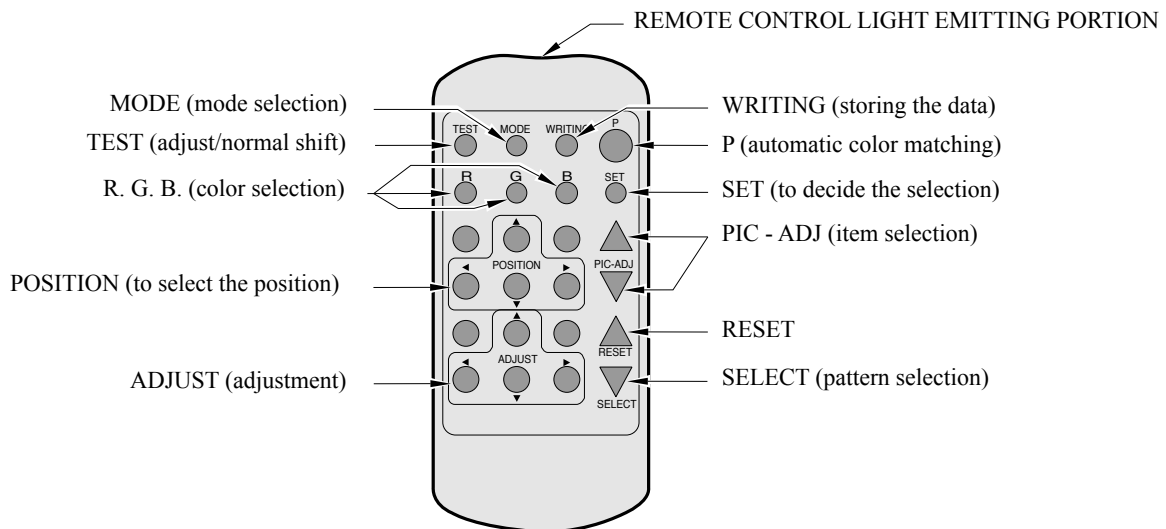 REMOTE CONTROL LIGHT EMITTING PORTION
MODE (mode selection)
WRITING (storing the data)
TEST (adjust/normal shift)
P (automatic color matching)
R. G. B. (color selection)
SET (to decide the selection)
PIC - ADJ (item selection)
POSITION (to select the position)
RESET
ADJUST (adjustment)
SELECT (pattern selection)
TEST MODE WRITING P
R G B SET
POSITION PIC-ADJ
ADJUST RESET
SELECT